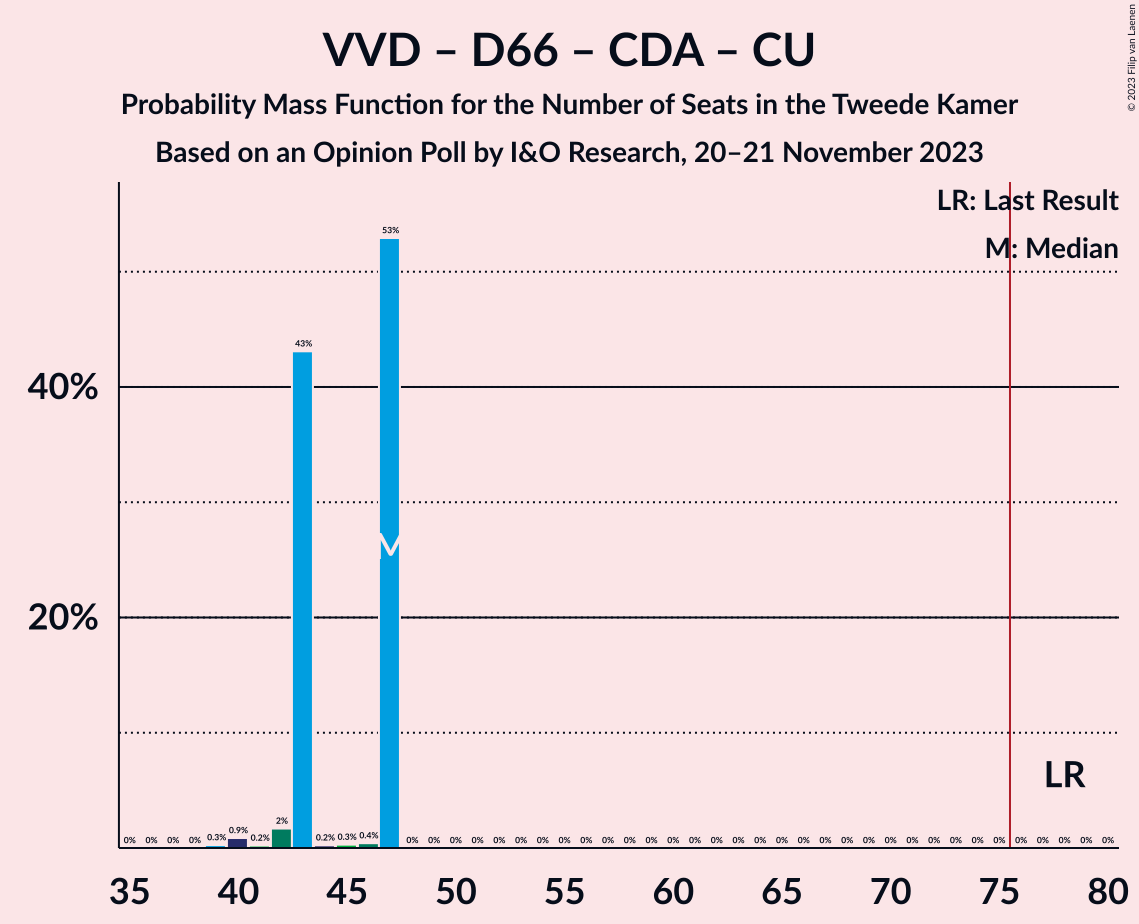 VVD – D66 – CDA – CU
Probability Mass Function for the Number of Seats in the Tweede Kamer
Based on an Opinion Poll by I&O Research, 20–21 November 2023
© 2023 Filip van Laenen
LR: Last Result
M: Median
53%
43%
40%
M
20%
LR
0% 0% 0% 0% 0.3% 0.9% 0.2% 2% 0.2% 0.3% 0.4% 0% 0% 0% 0% 0% 0% 0% 0% 0% 0% 0% 0% 0% 0% 0% 0% 0% 0% 0% 0% 0% 0% 0% 0% 0% 0% 0% 0% 0% 0% 0% 0% 0%
35 40 45 50 55 60 65 70 75 80